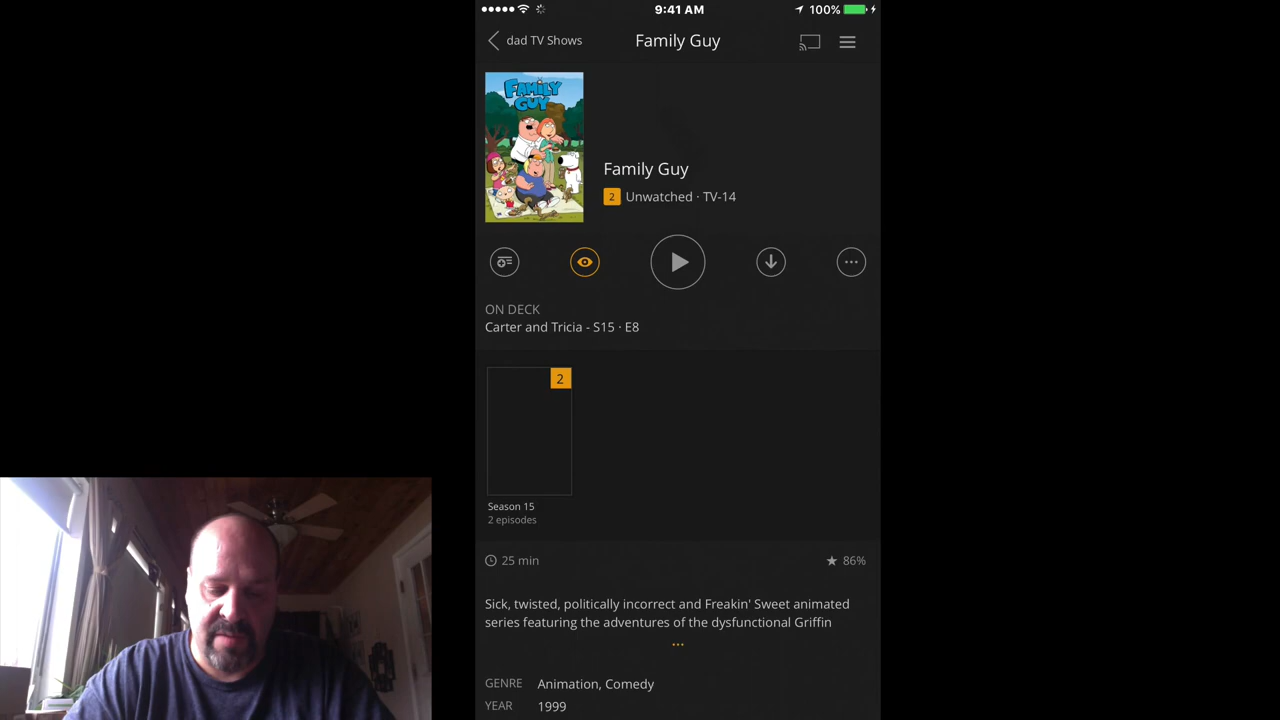 9:41 AM
100%
dad TV Shows
Family Guy
FAMILY
GUY
Family Guy
2 Unwatched · TV-14
ON DECK
Carter and Tricia - S15 · E8
2
Season 15
2 episodes
25 min
86%
Sick, twisted, politically incorrect and Freakin' Sweet animated
series featuring the adventures of the dysfunctional Griffin
...
GENRE Animation, Comedy
YEAR 1999